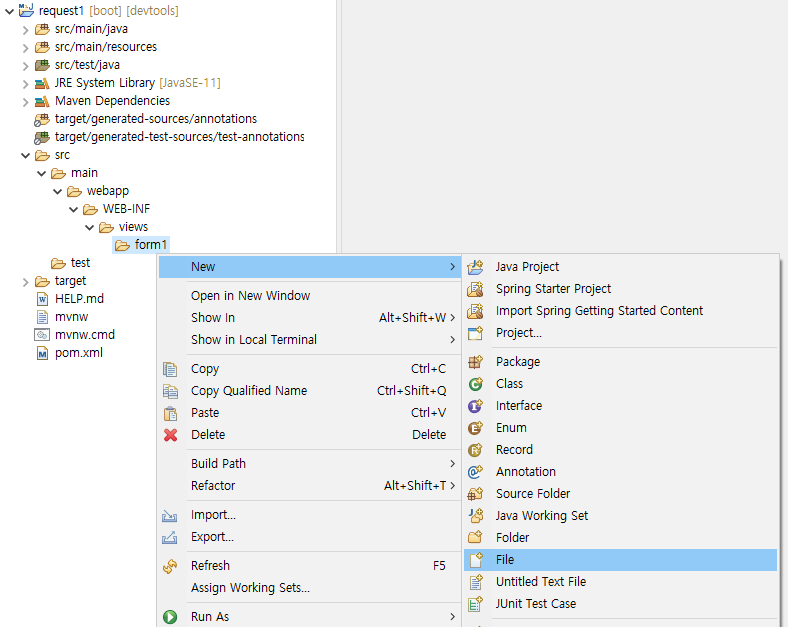 request1 [boot] [devtools]
src/main/java
src/main/resources
src/test/java
JRE System Library [JavaSE-11]
Maven Dependencies
target/generated-sources/annotations
target/generated-test-sources/test-annotations
src
main
webapp
WEB-INF
views
form1
test
target
HELP.md
mvnw
mvnw.cmd
pom.xml
New
Open in New Window
Show In Alt+Shift+W
Show in Local Terminal
Copy Ctrl+C
Copy Qualified Name Ctrl+Shift+Q
Paste Ctrl+V
Delete Delete
Build Path
Refactor Alt+Shift+T
Import...
Export...
Refresh F5
Assign Working Sets...
Run As
Java Project
Spring Starter Project
Import Spring Getting Started Content
Project...
Package
Class
Interface
Enum
Record
Annotation
Source Folder
Java Working Set
Folder
File
Untitled Text File
JUnit Test Case